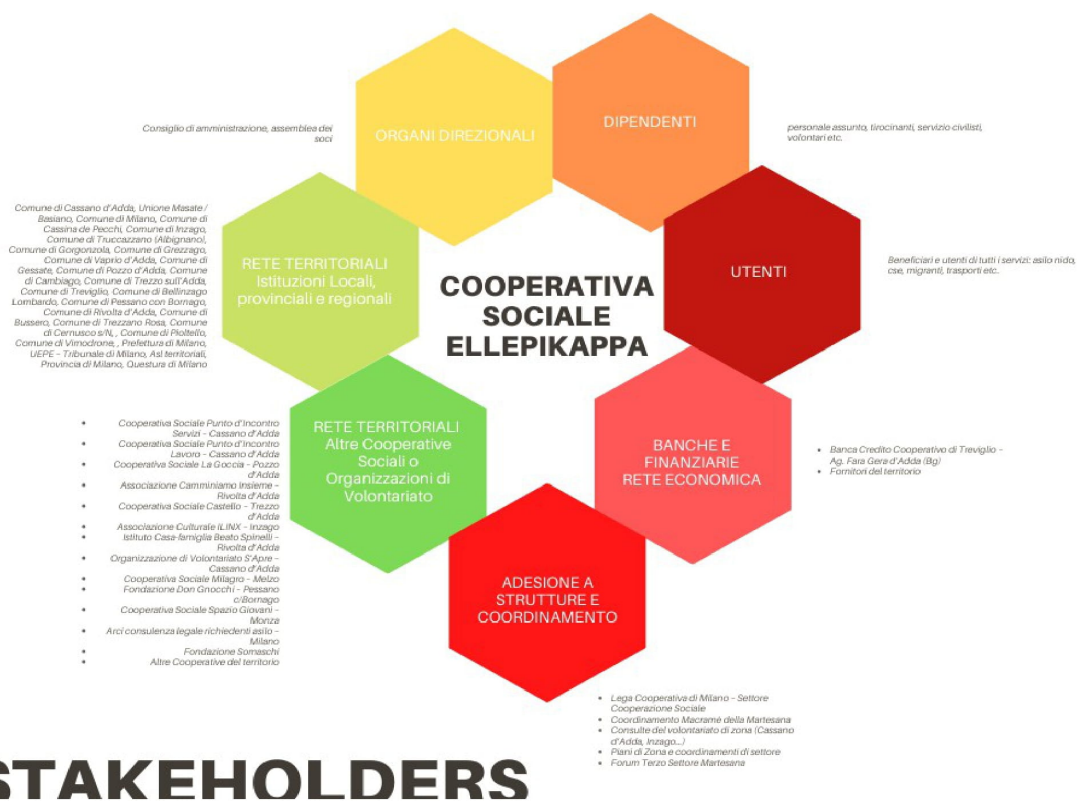 ORGANI DIREZIONALI
Consiglio di amministrazione, assemblea dei
soci
DIPENDENTI
personale assunto, tirocinanti, servizio civilisti,
volontari etc.
RETE TERRITORIALI
Istituzioni Locali,
provinciali e regionali
Comune di Cassano d'Adda, Unione Masate /
Basiano, Comune di Milano, Comune di
Cassina de Pecchi, Comune di Inzago,
Comune di Truccazzano (Albignano),
Comune di Gorgonzola, Comune di Grezzago,
Comune di Vaprio d'Adda, Comune di
Gessate, Comune di Pozzo d'Adda, Comune
di Cambiago, Comune di Trezzo sull'Adda,
Comune di Treviglio, Comune di Bellinzago
Lombardo, Comune di Pessano con Bornago,
Comune di Rivolta d'Adda, Comune di
Bussero, Comune di Trezzano Rosa, Comune
di Cernusco s/N, , Comune di Pioltello,
Comune di Vimodrone, , Prefettura di Milano,
UEPE – Tribunale di Milano, Asl territoriali,
Provincia di Milano, Questura di Milano
COOPERATIVA
SOCIALE
ELLEPIKAPPA
UTENTI
Beneficiari e utenti di tutti i servizi: asilo nido,
cse, migranti, trasporti etc.
RETE TERRITORIALI
Altre Cooperative
Sociali o
Organizzazioni di
Volontariato
• Cooperativa Sociale Punto d'Incontro
Servizi – Cassano d'Adda
• Cooperativa Sociale Punto d'Incontro
Lavoro – Cassano d'Adda
• Cooperativa Sociale La Goccia – Pozzo
d'Adda
• Associazione Camminiamo Insieme –
Rivolta d'Adda
• Cooperativa Sociale Castello – Trezzo
d'Adda
• Associazione Culturale ILINX – Inzago
• Istituto Casa-famiglia Beato Spinelli –
Rivolta d'Adda
• Organizzazione di Volontariato S'Apre –
Cassano d'Adda
• Cooperativa Sociale Milagro – Melzo
• Fondazione Don Gnocchi – Pessano
c/Bornago
• Cooperativa Sociale Spazio Giovani –
Monza
• Arci consulenza legale richiedenti asilo –
Milano
• Fondazione Somaschi
• Altre Cooperative del territorio
BANCHE E
FINANZIARIE
RETE ECONOMICA
• Banca Credito Cooperativo di Treviglio –
Ag. Fara Gera d'Adda (Bg)
• Fornitori del territorio
ADESIONE A
STRUTTURE E
COORDINAMENTO
• Lega Cooperativa di Milano – Settore
Cooperazione Sociale
• Coordinamento Macramè della Martesana
• Consulte del volontariato di zona (Cassano
d'Adda, Inzago...)
• Piani di Zona e coordinamenti di settore
• Forum Terzo Settore Martesana
STAKEHOLDERS